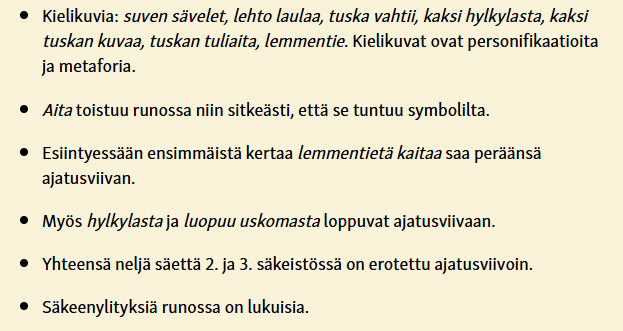 Kielikuvia: suven sävelet, lehto laulaa, tuska vahtii, kaksi hylkylasta, kaksi
tuskan kuvaa, tuskan tuliaita, lemmentie. Kielikuvat ovat personifikaatioita
ja metaforia.
Aita toistuu runossa niin sitkeästi, että se tuntuu symbolilta.
Esiintyessään ensimmäistä kertaa lemmentietä kaitaa saa peräänsä
ajatusviivan.
Myös hylkylasta ja luopuu uskomasta loppuvat ajatusviivaan.
Yhteensä neljä säettä 2. ja 3. säkeistössä on erotettu ajatusviivoin.
Säkeenylityksiä runossa on lukuisia.